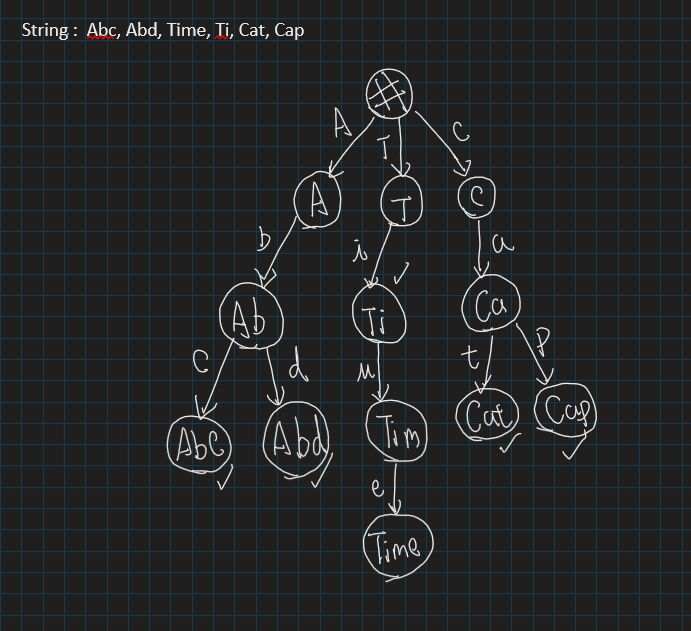 String : Abc, Abd, Time, Ti, Cat, Cap
A
T
C
A
T
C
b
i
a
Ab
Ti
Ca
C
d
M
t
P
AbC
Abd
Tim
Cat
Cap
e
Time